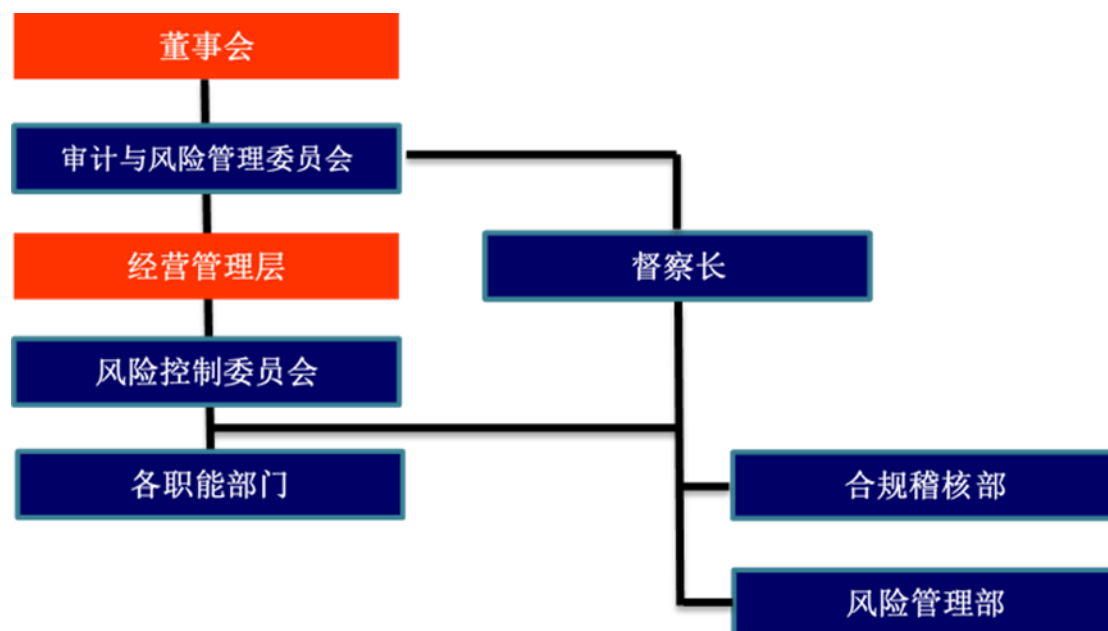 董事会
审计与风险管理委员会
经营管理层
督察长
风险控制委员会
各职能部门
合规稽核部
风险管理部